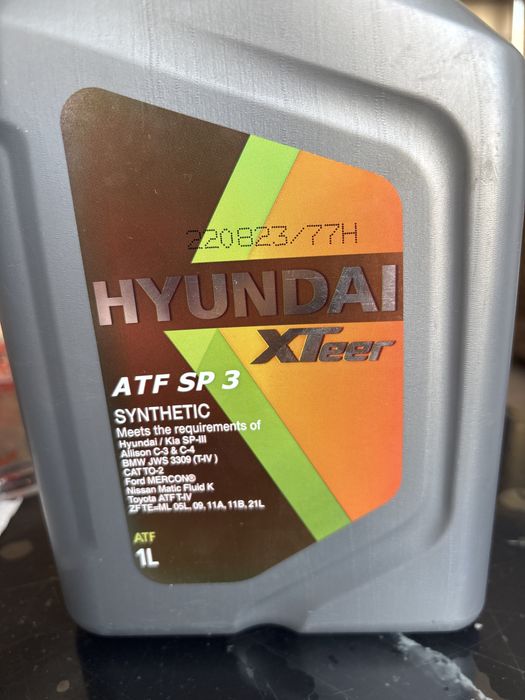 220823/77H
HYUNDAI
XTeer
ATF SP 3
SYNTHETIC
Meets the requirements of
Hyundai / Kia SP-III
Allison C-3 & C-4
BMW JWS 3309 (T-IV)
CAT TO-2
Ford MERCON®
Nissan Matic Fluid K
Toyota ATF T-IV
ZF TE-ML 05L, 09, 11A, 11B, 21L
ATF
1L